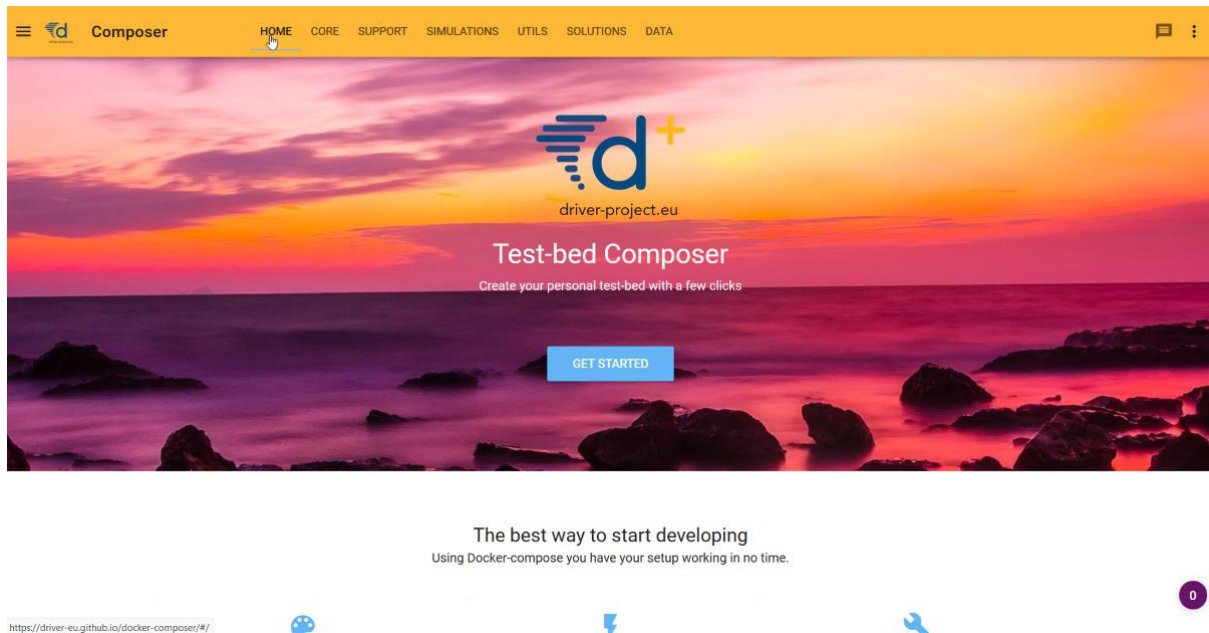 Composer
HOME CORE SUPPORT SIMULATIONS UTILS SOLUTIONS DATA
d+
driver-project.eu
Test-bed Composer
Create your personal test-bed with a few clicks
GET STARTED
The best way to start developing
Using Docker-compose you have your setup working in no time.
0
https://driver-eu.github.io/docker-composer/#/